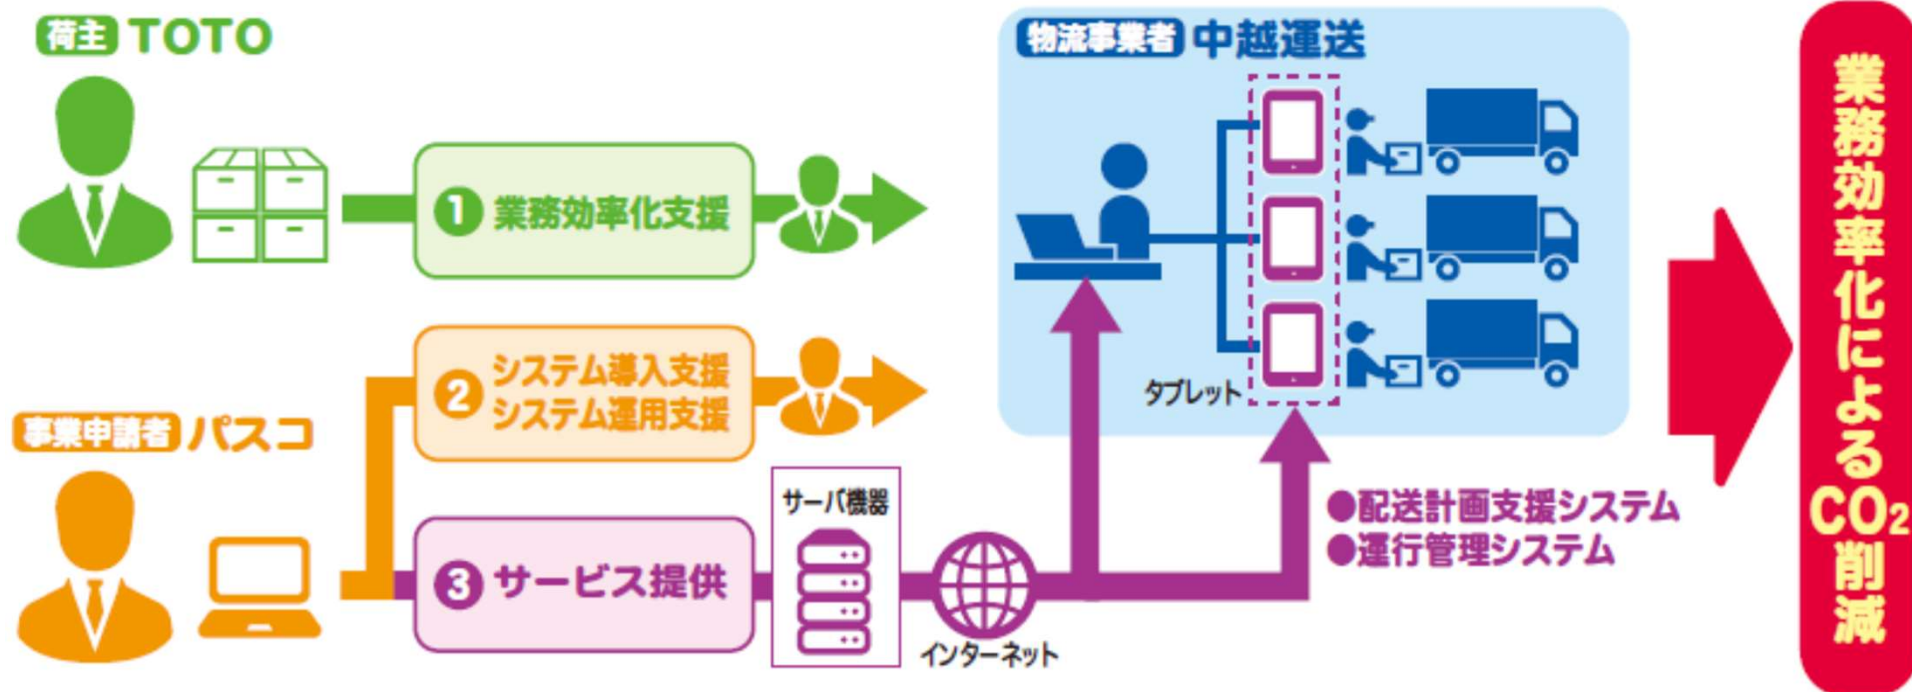 荷主 TOTO
① 業務効率化支援
事業申請者 パスコ
② システム導入支援
システム運用支援
③ サービス提供
サーバ機器
インターネット
物流事業者 中越運送
タブレット
●配送計画支援システム
●運行管理システム
業務効率化によるCO₂削減